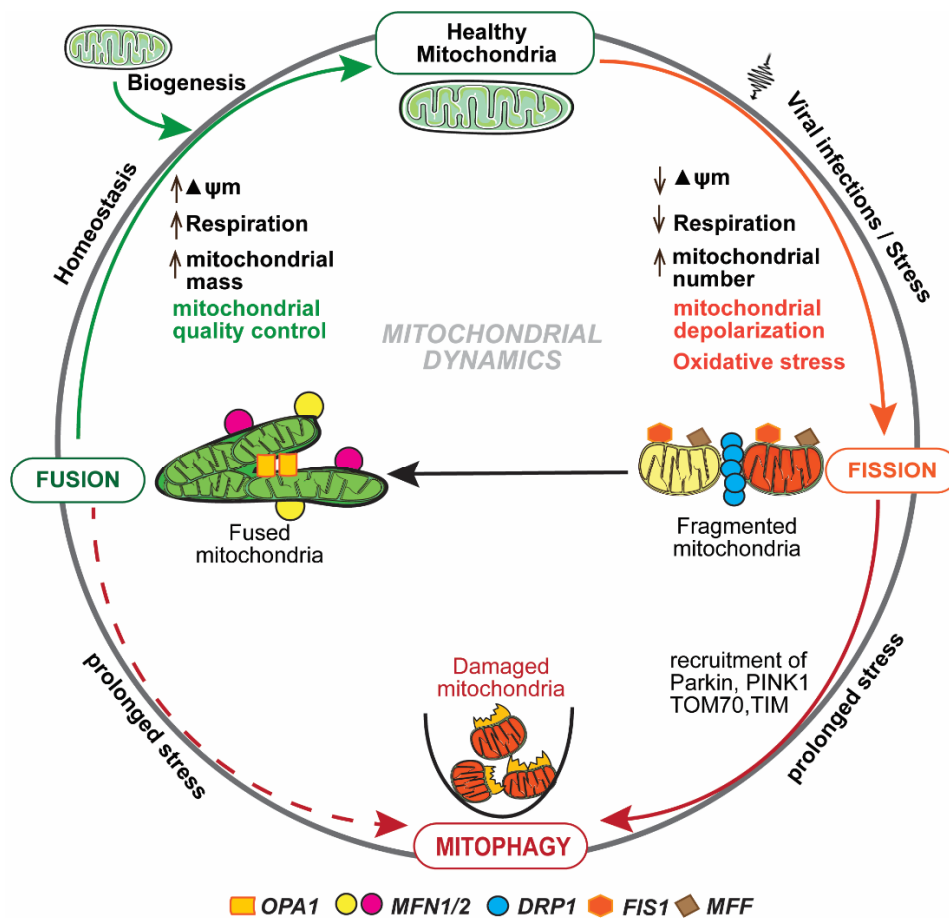 Healthy
Mitochondria
Biogenesis
Homeostasis
Viral infections / Stress
▲ψm
Respiration
mitochondrial
mass
mitochondrial
quality control
▲ψm
Respiration
mitochondrial
number
mitochondrial
depolarization
Oxidative stress
MITOCHONDRIAL
DYNAMICS
FUSION
FISSION
Fused
mitochondria
Fragmented
mitochondria
prolonged stress
Damaged
mitochondria
recruitment of
Parkin, PINK1
TOM70,TIM
prolonged stress
MITOPHAGY
OPA1 MFN1/2 DRP1 FIS1 MFF